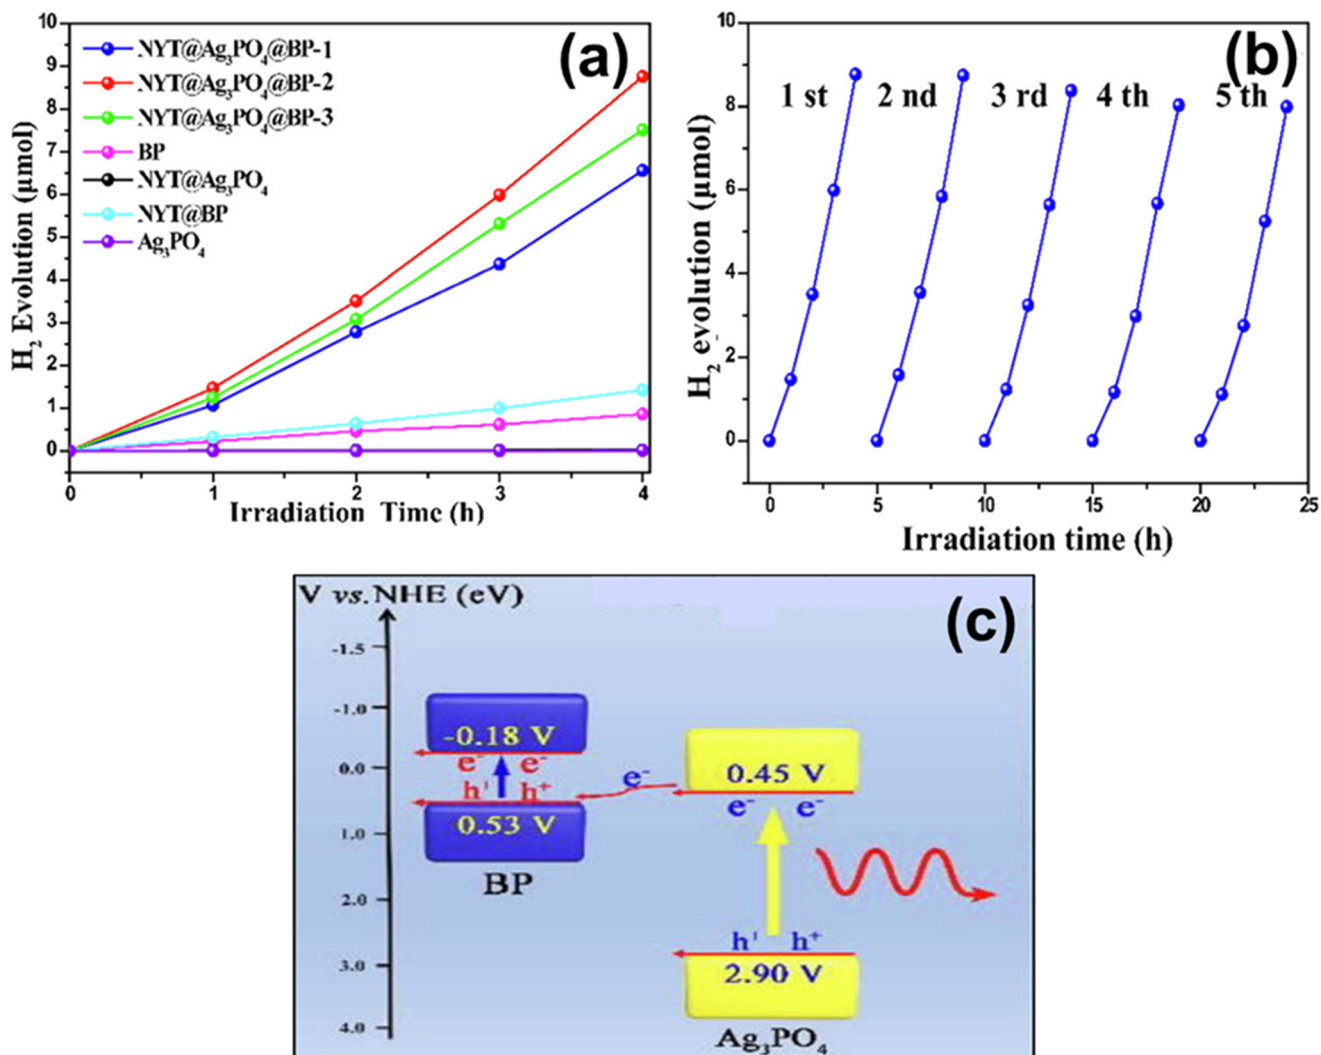 (a)
NYT@Ag₃PO₄@BP-1
NYT@Ag₃PO₄@BP-2
NYT@Ag₃PO₄@BP-3
BP
NYT@Ag₃PO₄
NYT@BP
Ag₃PO₄
H₂ Evolution (μmol)
10
9
8
7
6
5
4
3
2
1
0
0 1 2 3 4
Irradiation Time (h)
(b)
1 st 2 nd 3 rd 4 th 5 th
H₂ evolution (μmol)
10
8
6
4
2
0
0 5 10 15 20 25
Irradiation time (h)
(c)
V vs.NHE (eV)
-1.5
-1.0
0.0
1.0
2.0
3.0
4.0
-0.18 V
e⁻ e⁻
h⁺ h⁺
0.53 V
BP
e⁻
0.45 V
e⁻ e⁻
h⁺ h⁺
2.90 V
Ag₃PO₄